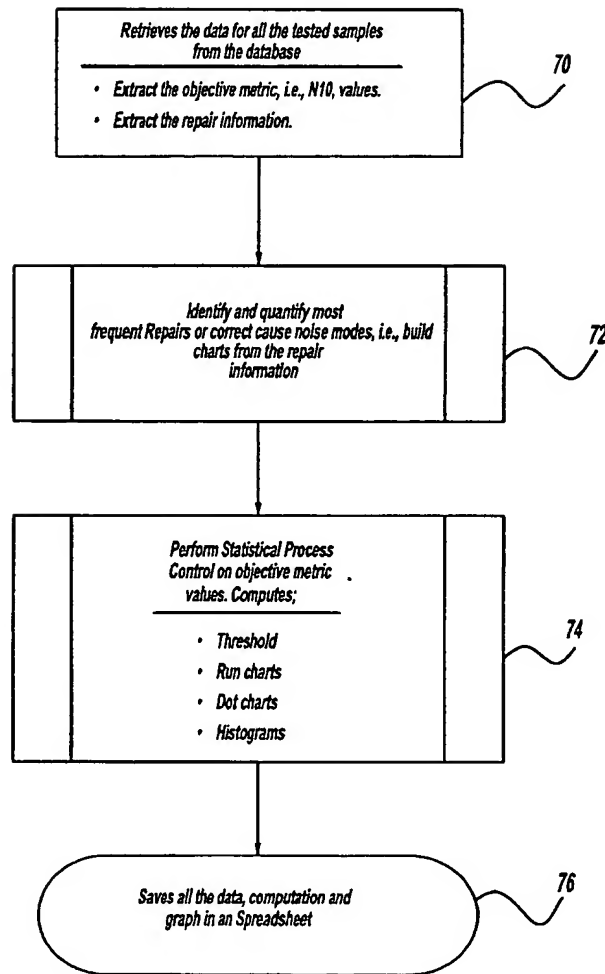 Retrieves the data for all the tested samples
from the database
• Extract the objective metric, i.e., N10, values.
• Extract the repair information.
70
Identify and quantify most
frequent Repairs or correct cause noise modes, i.e., build
charts from the repair
information
72
Perform Statistical Process
Control on objective metric
values. Computes;
• Threshold
• Run charts
• Dot charts
• Histograms
74
Saves all the data, computation and
graph in an Spreadsheet
76